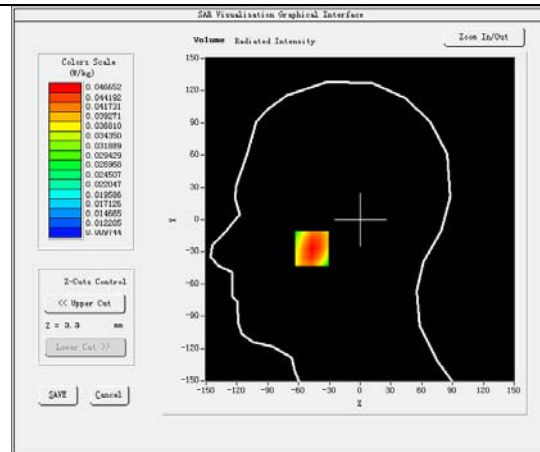 SAR Visualisation Graphical Interface
Volume Radiated Intensity
Zoom In/Out
Colors Scale
(W/kg)
0.046652
0.044192
0.041731
0.039271
0.036810
0.034350
0.031889
0.029429
0.026968
0.024507
0.022047
0.019586
0.017126
0.014665
0.012205
0.009744
Z-Cuts Control
<< Upper Cut
Z = 3.3 mm
Lower Cut >>
SAVE Cancel
150
120
90
60
30
0
-30
-60
-90
-120
-150
Y
-150 -120 -90 -60 -30 0 30 60 90 120 150
X